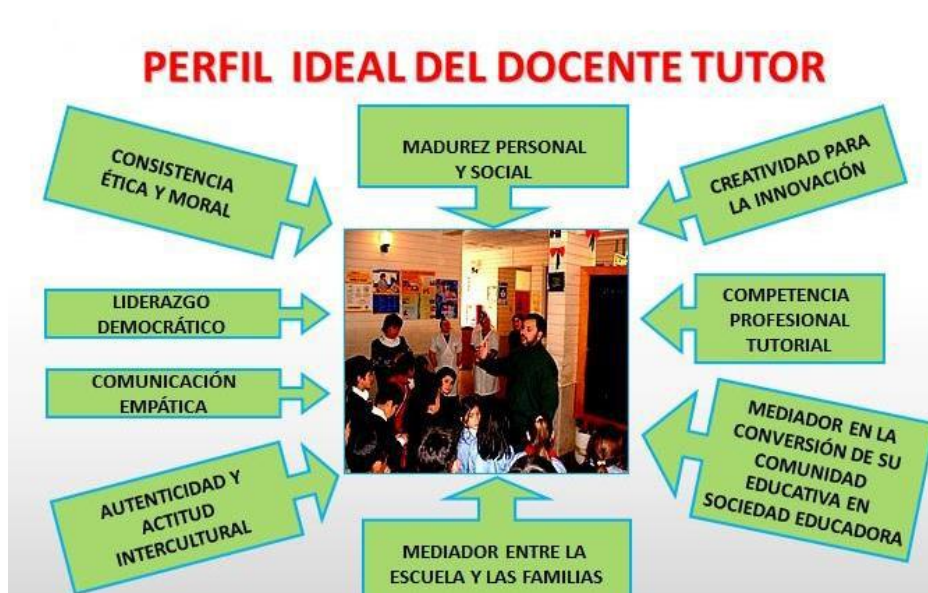 PERFIL IDEAL DEL DOCENTE TUTOR
CONSISTENCIA
ÉTICA Y MORAL
MADUREZ PERSONAL
Y SOCIAL
CREATIVIDAD PARA
LA INNOVACIÓN
LIDERAZGO
DEMOCRÁTICO
COMPETENCIA
PROFESIONAL
TUTORIAL
COMUNICACIÓN
EMPÁTICA
MEDIADOR EN LA
CONVERSIÓN DE SU
COMUNIDAD
EDUCATIVA EN
SOCIEDAD EDUCADORA
AUTENTICIDAD Y
ACTITUD
INTERCULTURAL
MEDIADOR ENTRE LA
ESCUELA Y LAS FAMILIAS